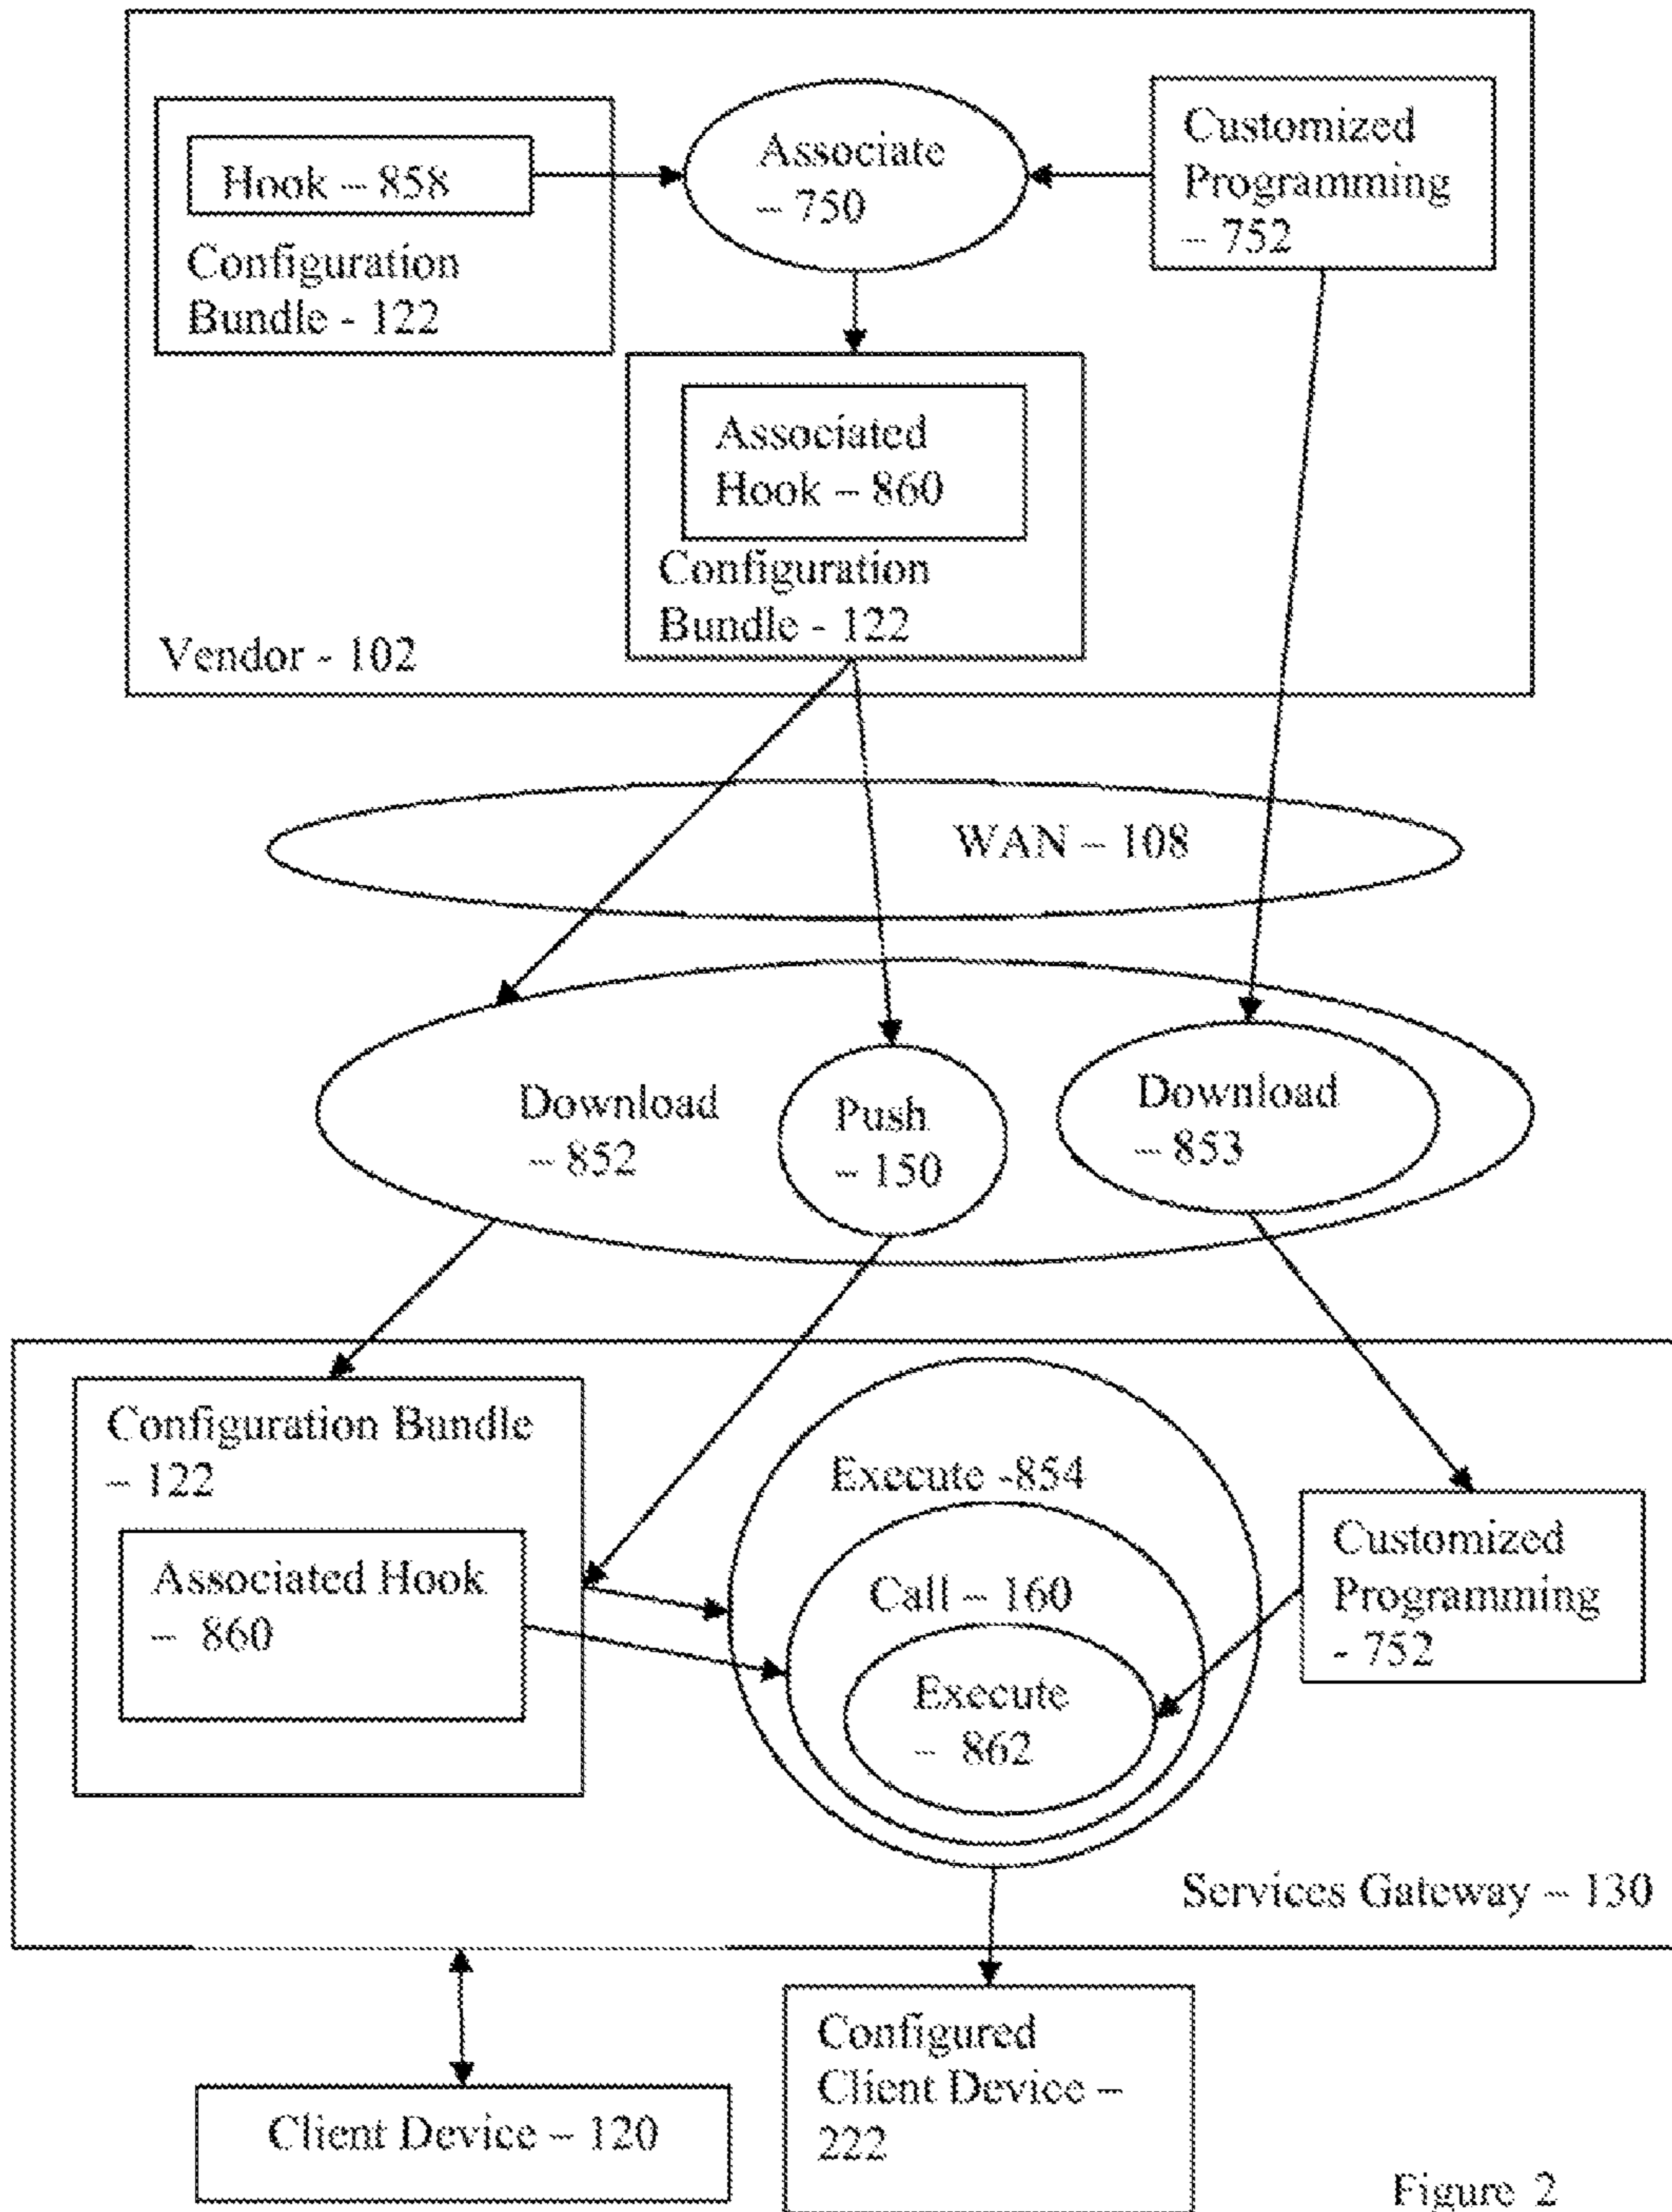 Hook – 858
Configuration
Bundle - 122
Associate
– 750
Customized
Programming
– 752
Associated
Hook – 860
Configuration
Bundle - 122
Vendor - 102
WAN – 108
Download
– 852
Push
– 150
Download
– 853
Configuration Bundle
– 122
Associated Hook
– 860
Execute -854
Call – 160
Execute
– 862
Customized
Programming
- 752
Services Gateway – 130
Client Device – 120
Configured
Client Device –
222
Figure 2